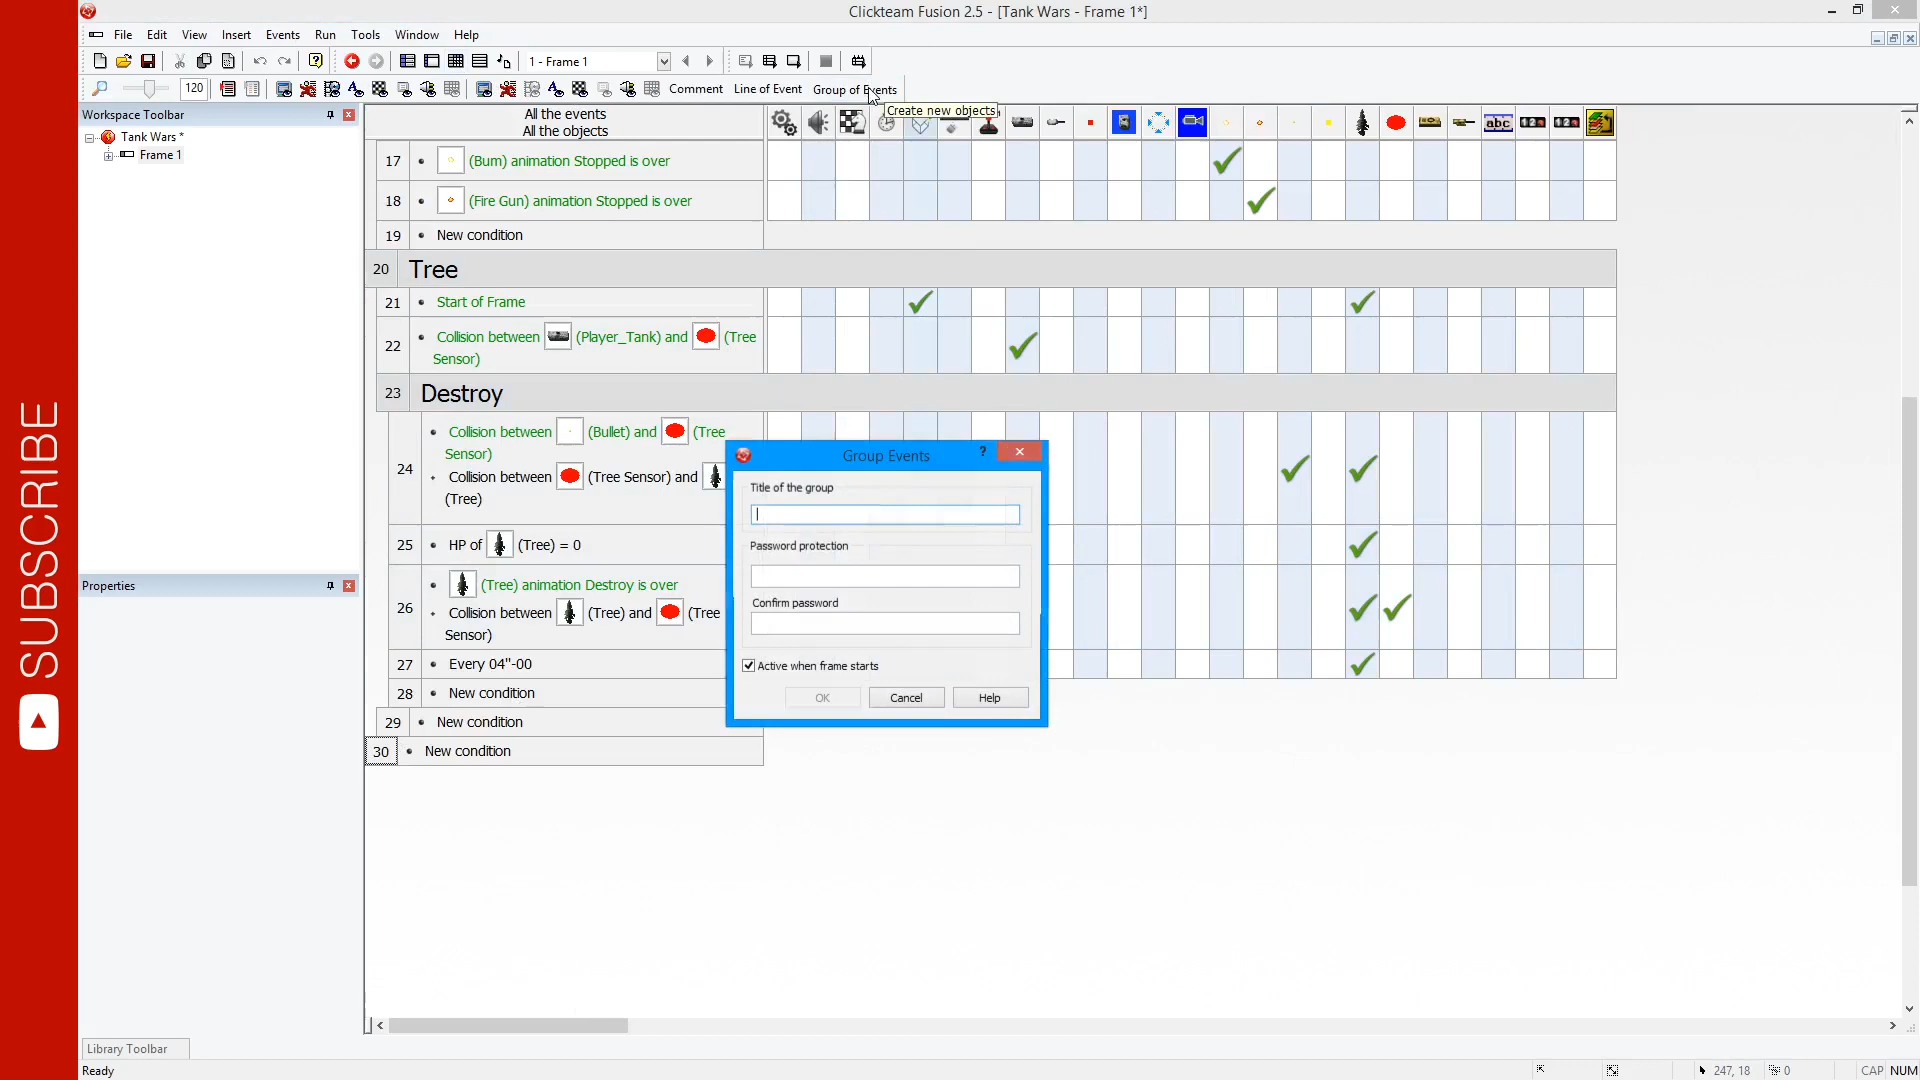 Clickteam Fusion 2.5 - [Tank Wars - Frame 1*]
File Edit View Insert Events Run Tools Window Help
1 - Frame 1
120 Comment Line of Event Group of Events
Create new objects
Workspace Toolbar
Tank Wars *
Frame 1
Properties
All the events
All the objects
17 (Bum) animation Stopped is over
18 (Fire Gun) animation Stopped is over
19 New condition
20 Tree
21 Start of Frame
22 Collision between (Player_Tank) and (Tree
Sensor)
23 Destroy
24 Collision between (Bullet) and (Tree
Sensor)
Collision between (Tree Sensor) and
(Tree)
25 HP of (Tree) = 0
26 (Tree) animation Destroy is over
Collision between (Tree) and (Tree
Sensor)
27 Every 04"-00
28 New condition
29 New condition
30 New condition
abc
Group Events
Title of the group
Password protection
Confirm password
Active when frame starts
OK Cancel Help
SUBSCRIBE
Library Toolbar
Ready
247, 18
0
CAP NUM